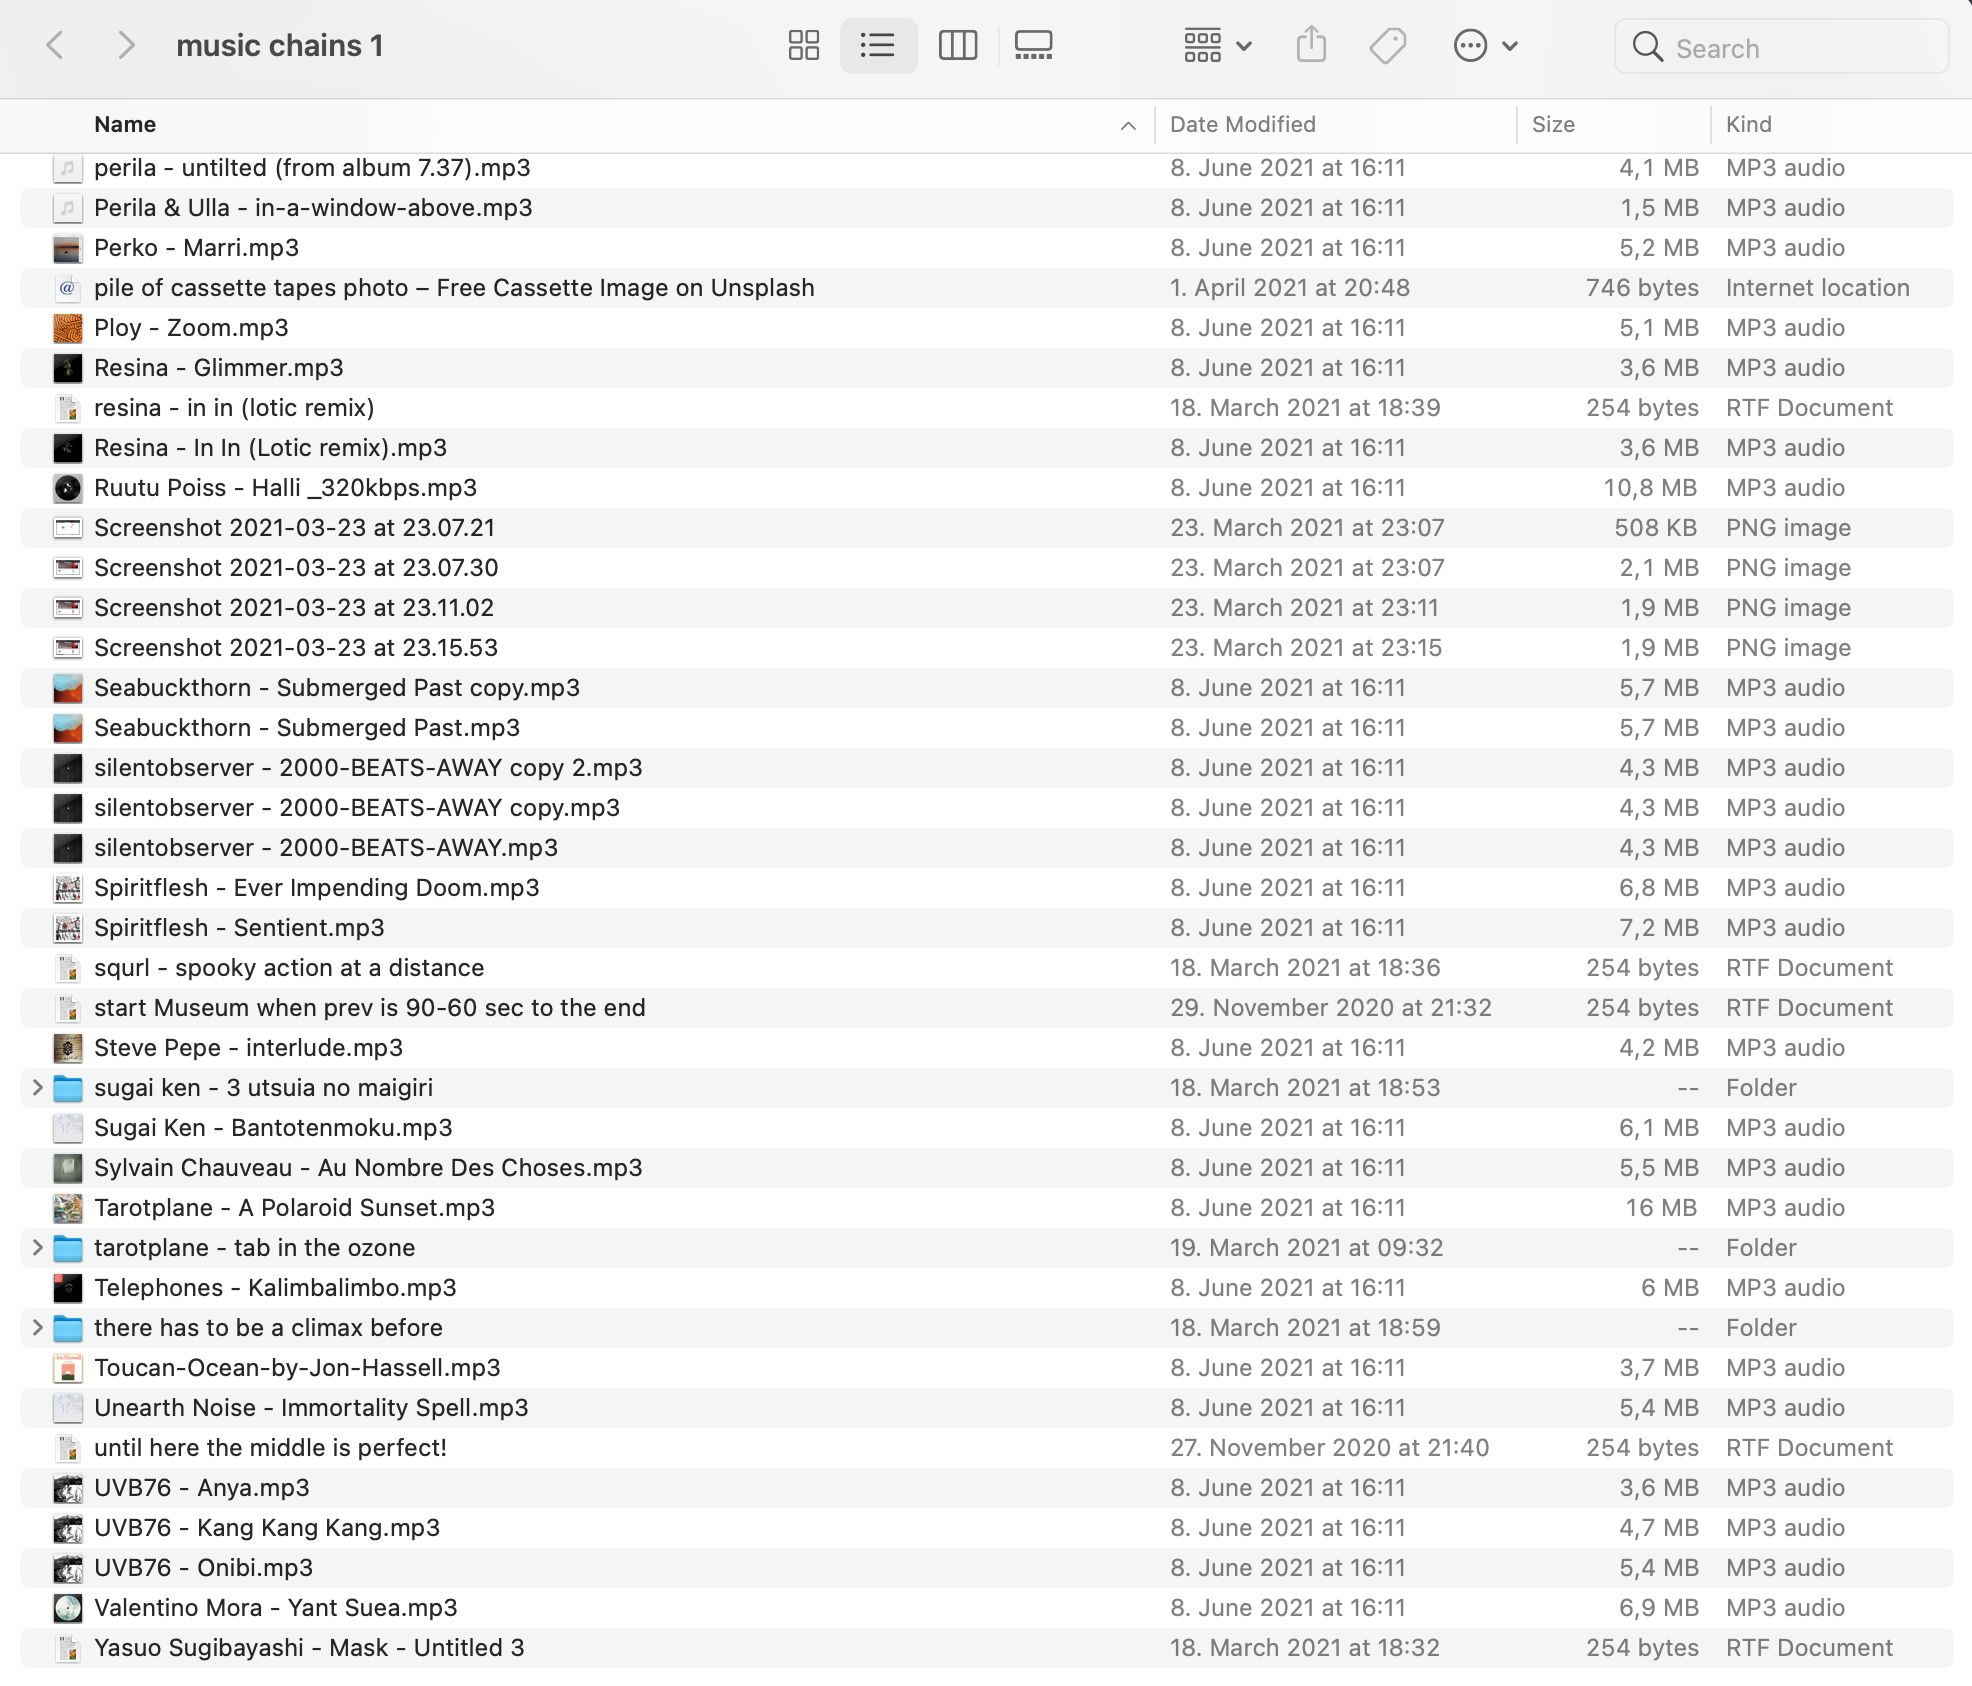 music chains 1
Search
Name Date Modified Size Kind
perila - untilted (from album 7.37).mp3 8. June 2021 at 16:11 4,1 MB MP3 audio
Perila & Ulla - in-a-window-above.mp3 8. June 2021 at 16:11 1,5 MB MP3 audio
Perko - Marri.mp3 8. June 2021 at 16:11 5,2 MB MP3 audio
pile of cassette tapes photo – Free Cassette Image on Unsplash 1. April 2021 at 20:48 746 bytes Internet location
Ploy - Zoom.mp3 8. June 2021 at 16:11 5,1 MB MP3 audio
Resina - Glimmer.mp3 8. June 2021 at 16:11 3,6 MB MP3 audio
resina - in in (lotic remix) 18. March 2021 at 18:39 254 bytes RTF Document
Resina - In In (Lotic remix).mp3 8. June 2021 at 16:11 3,6 MB MP3 audio
Ruutu Poiss - Halli _320kbps.mp3 8. June 2021 at 16:11 10,8 MB MP3 audio
Screenshot 2021-03-23 at 23.07.21 23. March 2021 at 23:07 508 KB PNG image
Screenshot 2021-03-23 at 23.07.30 23. March 2021 at 23:07 2,1 MB PNG image
Screenshot 2021-03-23 at 23.11.02 23. March 2021 at 23:11 1,9 MB PNG image
Screenshot 2021-03-23 at 23.15.53 23. March 2021 at 23:15 1,9 MB PNG image
Seabuckthorn - Submerged Past copy.mp3 8. June 2021 at 16:11 5,7 MB MP3 audio
Seabuckthorn - Submerged Past.mp3 8. June 2021 at 16:11 5,7 MB MP3 audio
silentobserver - 2000-BEATS-AWAY copy 2.mp3 8. June 2021 at 16:11 4,3 MB MP3 audio
silentobserver - 2000-BEATS-AWAY copy.mp3 8. June 2021 at 16:11 4,3 MB MP3 audio
silentobserver - 2000-BEATS-AWAY.mp3 8. June 2021 at 16:11 4,3 MB MP3 audio
Spiritflesh - Ever Impending Doom.mp3 8. June 2021 at 16:11 6,8 MB MP3 audio
Spiritflesh - Sentient.mp3 8. June 2021 at 16:11 7,2 MB MP3 audio
squrl - spooky action at a distance 18. March 2021 at 18:36 254 bytes RTF Document
start Museum when prev is 90-60 sec to the end 29. November 2020 at 21:32 254 bytes RTF Document
Steve Pepe - interlude.mp3 8. June 2021 at 16:11 4,2 MB MP3 audio
sugai ken - 3 utsuia no maigiri 18. March 2021 at 18:53 -- Folder
Sugai Ken - Bantotenmoku.mp3 8. June 2021 at 16:11 6,1 MB MP3 audio
Sylvain Chauveau - Au Nombre Des Choses.mp3 8. June 2021 at 16:11 5,5 MB MP3 audio
Tarotplane - A Polaroid Sunset.mp3 8. June 2021 at 16:11 16 MB MP3 audio
tarotplane - tab in the ozone 19. March 2021 at 09:32 -- Folder
Telephones - Kalimbalimbo.mp3 8. June 2021 at 16:11 6 MB MP3 audio
there has to be a climax before 18. March 2021 at 18:59 -- Folder
Toucan-Ocean-by-Jon-Hassell.mp3 8. June 2021 at 16:11 3,7 MB MP3 audio
Unearth Noise - Immortality Spell.mp3 8. June 2021 at 16:11 5,4 MB MP3 audio
until here the middle is perfect! 27. November 2020 at 21:40 254 bytes RTF Document
UVB76 - Anya.mp3 8. June 2021 at 16:11 3,6 MB MP3 audio
UVB76 - Kang Kang Kang.mp3 8. June 2021 at 16:11 4,7 MB MP3 audio
UVB76 - Onibi.mp3 8. June 2021 at 16:11 5,4 MB MP3 audio
Valentino Mora - Yant Suea.mp3 8. June 2021 at 16:11 6,9 MB MP3 audio
Yasuo Sugibayashi - Mask - Untitled 3 18. March 2021 at 18:32 254 bytes RTF Document